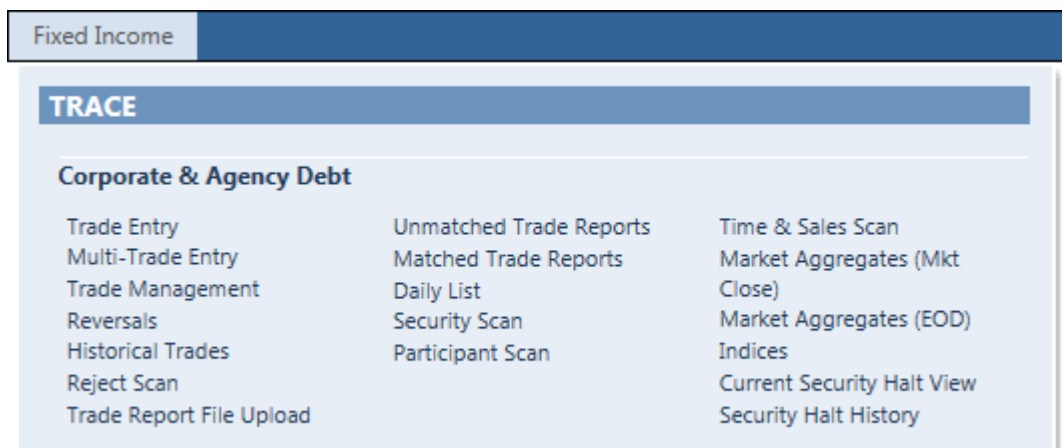 Fixed Income
TRACE
Corporate & Agency Debt
Trade Entry
Multi-Trade Entry
Trade Management
Reversals
Historical Trades
Reject Scan
Trade Report File Upload
Unmatched Trade Reports
Matched Trade Reports
Daily List
Security Scan
Participant Scan
Time & Sales Scan
Market Aggregates (Mkt
Close)
Market Aggregates (EOD)
Indices
Current Security Halt View
Security Halt History